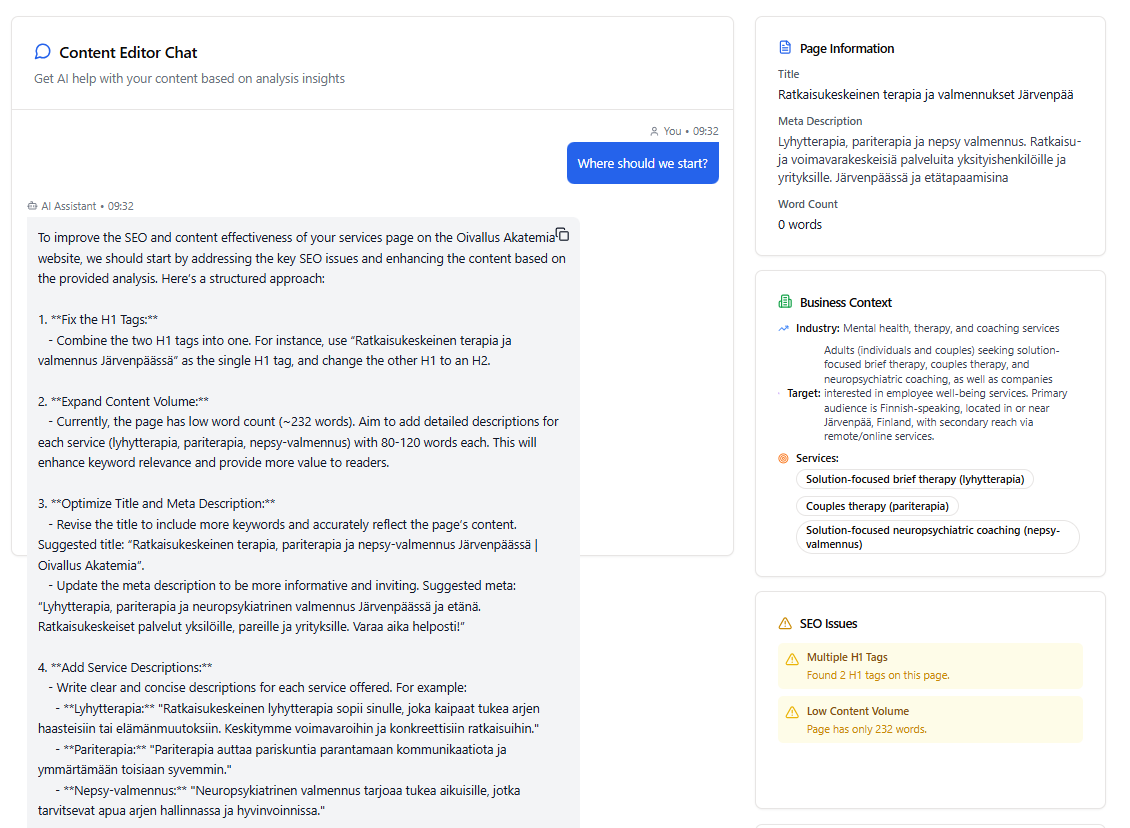 Content Editor Chat
Get AI help with your content based on analysis insights
You • 09:32
Where should we start?
AI Assistant • 09:32
To improve the SEO and content effectiveness of your services page on the Oivallus Akatemia
website, we should start by addressing the key SEO issues and enhancing the content based on
the provided analysis. Here’s a structured approach:
1. **Fix the H1 Tags:**
- Combine the two H1 tags into one. For instance, use “Ratkaisukeskeinen terapia ja
valmennus Järvenpäässä” as the single H1 tag, and change the other H1 to an H2.
2. **Expand Content Volume:**
- Currently, the page has low word count (~232 words). Aim to add detailed descriptions for
each service (lyhytterapia, pariterapia, nepsy-valmennus) with 80-120 words each. This will
enhance keyword relevance and provide more value to readers.
3. **Optimize Title and Meta Description:**
- Revise the title to include more keywords and accurately reflect the page’s content.
Suggested title: “Ratkaisukeskeinen terapia, pariterapia ja nepsy-valmennus Järvenpäässä |
Oivallus Akatemia”.
- Update the meta description to be more informative and inviting. Suggested meta:
“Lyhytterapia, pariterapia ja neuropsykiatrinen valmennus Järvenpäässä ja etänä.
Ratkaisukeskeiset palvelut yksilöille, pareille ja yrityksille. Varaa aika helposti!”
4. **Add Service Descriptions:**
- Write clear and concise descriptions for each service offered. For example:
- **Lyhytterapia:** "Ratkaisukeskeinen lyhytterapia sopii sinulle, joka kaipaat tukea arjen
haasteisiin tai elämänmuutoksiin. Keskitymme voimavaroihin ja konkreettisiin ratkaisuihin."
- **Pariterapia:** "Pariterapia auttaa pariskuntia parantamaan kommunikaatiota ja
ymmärtämään toisiaan syvemmin."
- **Nepsy-valmennus:** "Neuropsykiatrinen valmennus tarjoaa tukea aikuisille, jotka
tarvitsevat apua arjen hallinnassa ja hyvinvoinnissa."
Page Information
Title
Ratkaisukeskeinen terapia ja valmennukset Järvenpää
Meta Description
Lyhytterapia, pariterapia ja nepsy valmennus. Ratkaisu-
ja voimavarakeskeisiä palveluita yksityishenkilöille ja
yrityksille. Järvenpäässä ja etätapaamisina
Word Count
0 words
Business Context
Industry: Mental health, therapy, and coaching services
Adults (individuals and couples) seeking solution-
focused brief therapy, couples therapy, and
neuropsychiatric coaching, as well as companies
Target: interested in employee well-being services. Primary
audience is Finnish-speaking, located in or near
Järvenpää, Finland, with secondary reach via
remote/online services.
Services:
Solution-focused brief therapy (lyhytterapia)
Couples therapy (pariterapia)
Solution-focused neuropsychiatric coaching (nepsy-
valmennus)
SEO Issues
Multiple H1 Tags
Found 2 H1 tags on this page.
Low Content Volume
Page has only 232 words.